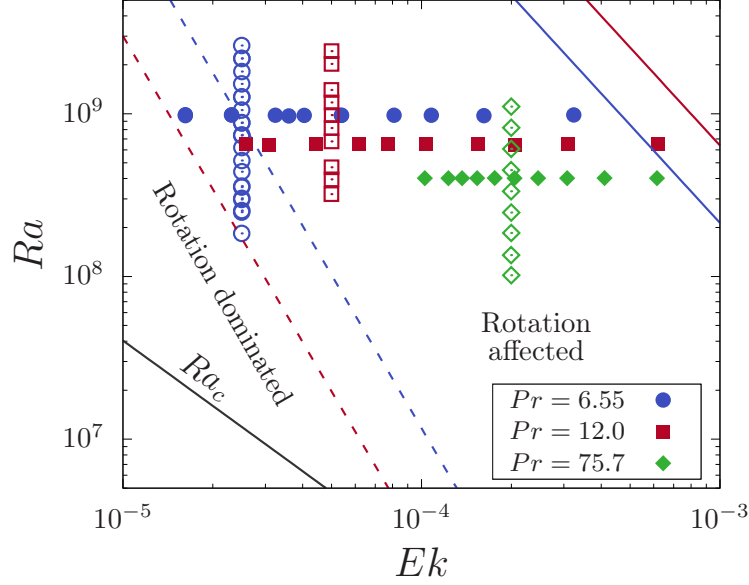 Ra
10^9
10^8
10^7
Rotation dominated
Ra_c
Rotation
affected
Pr = 6.55
Pr = 12.0
Pr = 75.7
10^-5
10^-4
10^-3
Ek